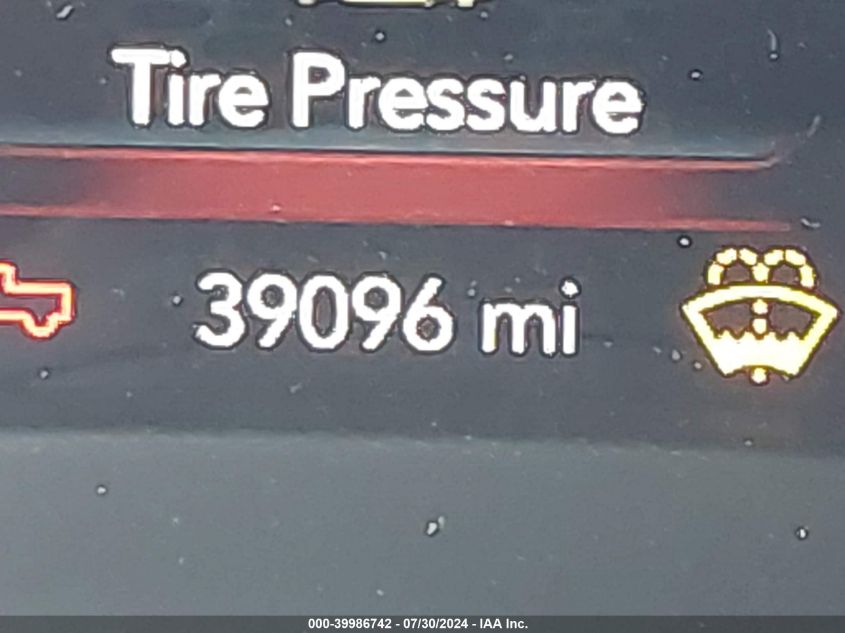 Tire Pressure
39096 mi
000-39986742 - 07/30/2024 - IAA Inc.